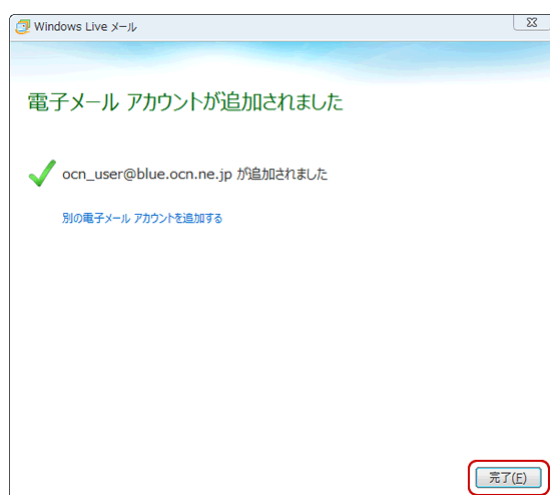 Windows Live メール
電子メール アカウントが追加されました
ocn_user@blue.ocn.ne.jp が追加されました
別の電子メール アカウントを追加する
完了(F)